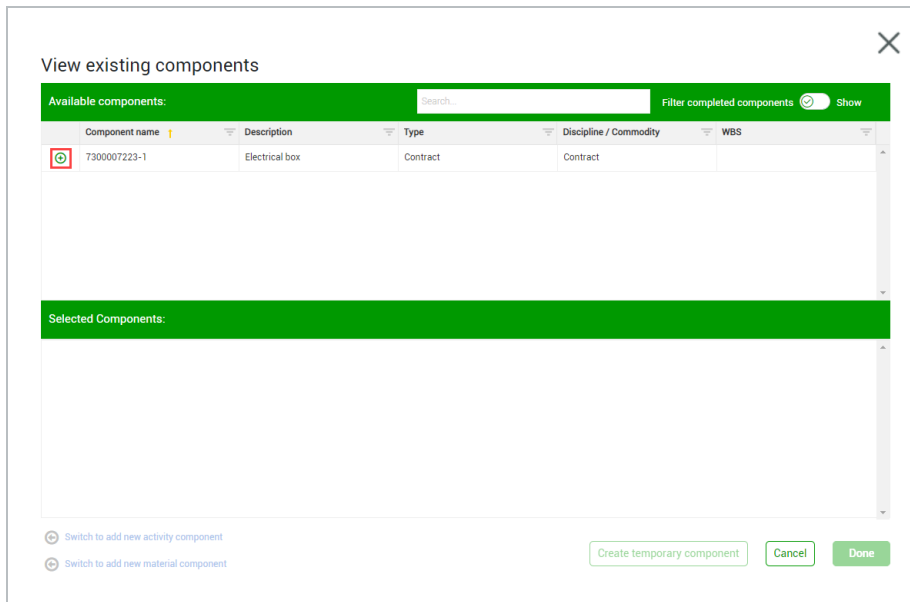 View existing components
Available components: Search... Filter completed components Show
Component name Description Type Discipline / Commodity WBS
7300007223-1 Electrical box Contract Contract
Selected Components:
Switch to add new activity component
Switch to add new material component
Create temporary component Cancel Done